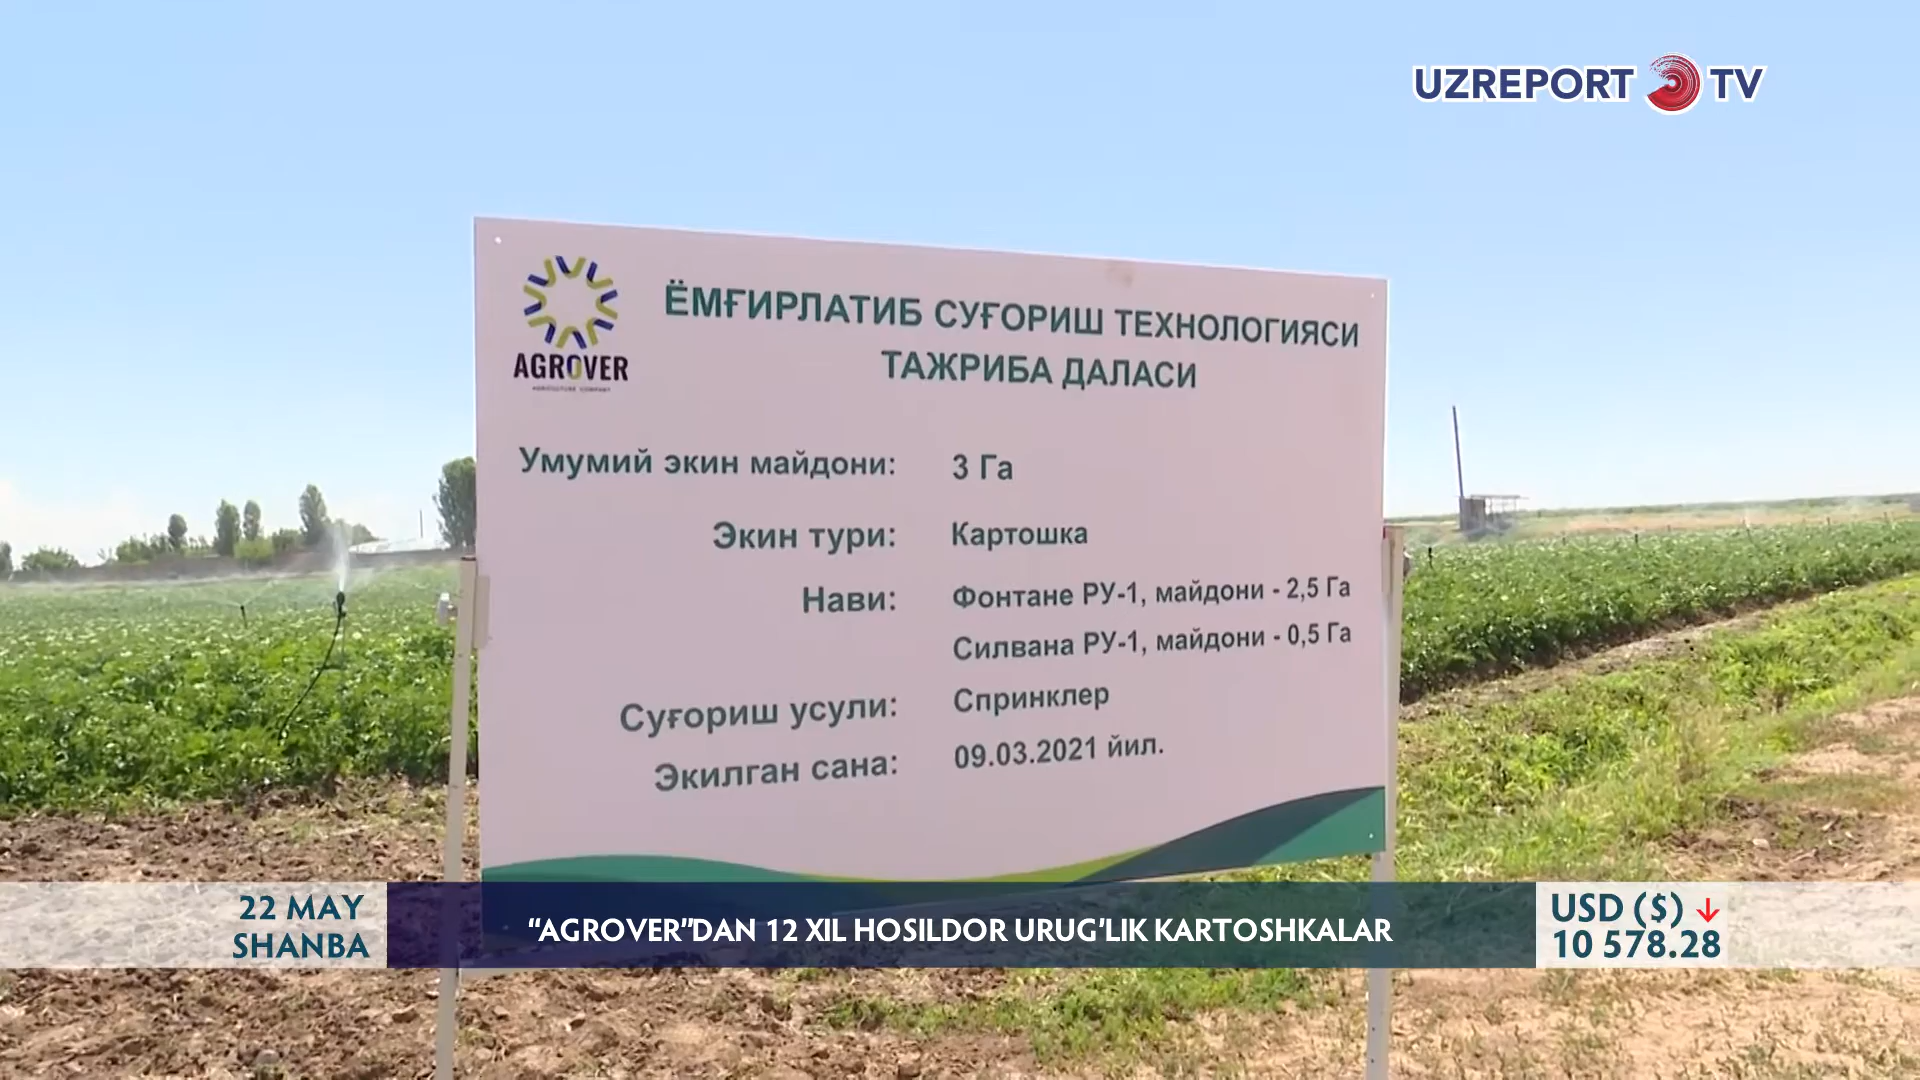 UZREPORT TV
AGROVER
AGRICULTURE COMPANY
ЁМҒИРЛАТИБ СУҒОРИШ ТЕХНОЛОГИЯСИ
ТАЖРИБА ДАЛАСИ
Умумий экин майдони: 3 Га
Экин тури: Картошка
Нави: Фонтане РУ-1, майдони - 2,5 Га
Силвана РУ-1, майдони - 0,5 Га
Суғориш усули: Спринклер
Экилган сана: 09.03.2021 йил.
22 MAY
SHANBA
“AGROVER”DAN 12 XIL HOSILDOR URUG‘LIK KARTOSHKALAR
USD ($) ↓
10 578.28